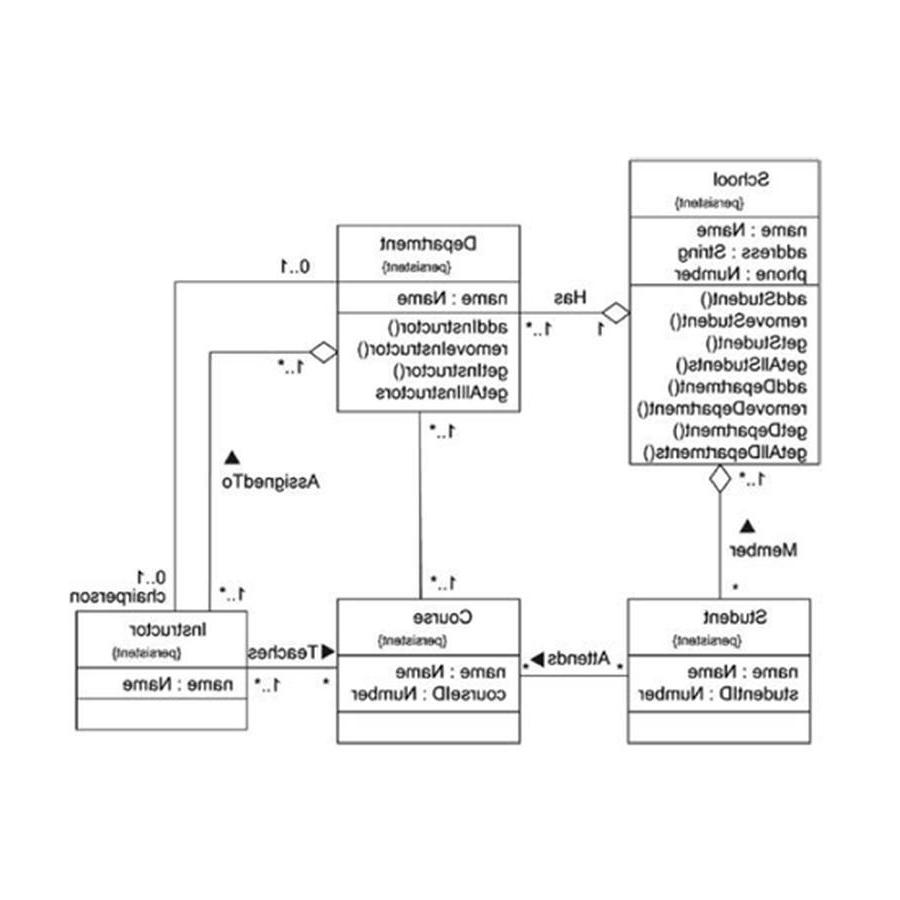 School
{persistent}
name : Name
address : String
phone : Number
addStudent()
removeStudent()
getStudent()
getAllStudents()
addDepartment()
removeDepartment()
getDepartment()
getAllDepartments()
Has
1
1..*
Department
{persistent}
name : Name
addInstructor()
removeInstructor()
getInstructor()
getAllInstructors
0..1
1..*
1..*
1..*
Member
*
AssignedTo
1..*
0..1
chairperson
1..*
Student
{persistent}
name : Name
studentID : Number
* Attends *
Course
{persistent}
name : Name
courseID : Number
Teaches
*
1..*
Instructor
{persistent}
name : Name